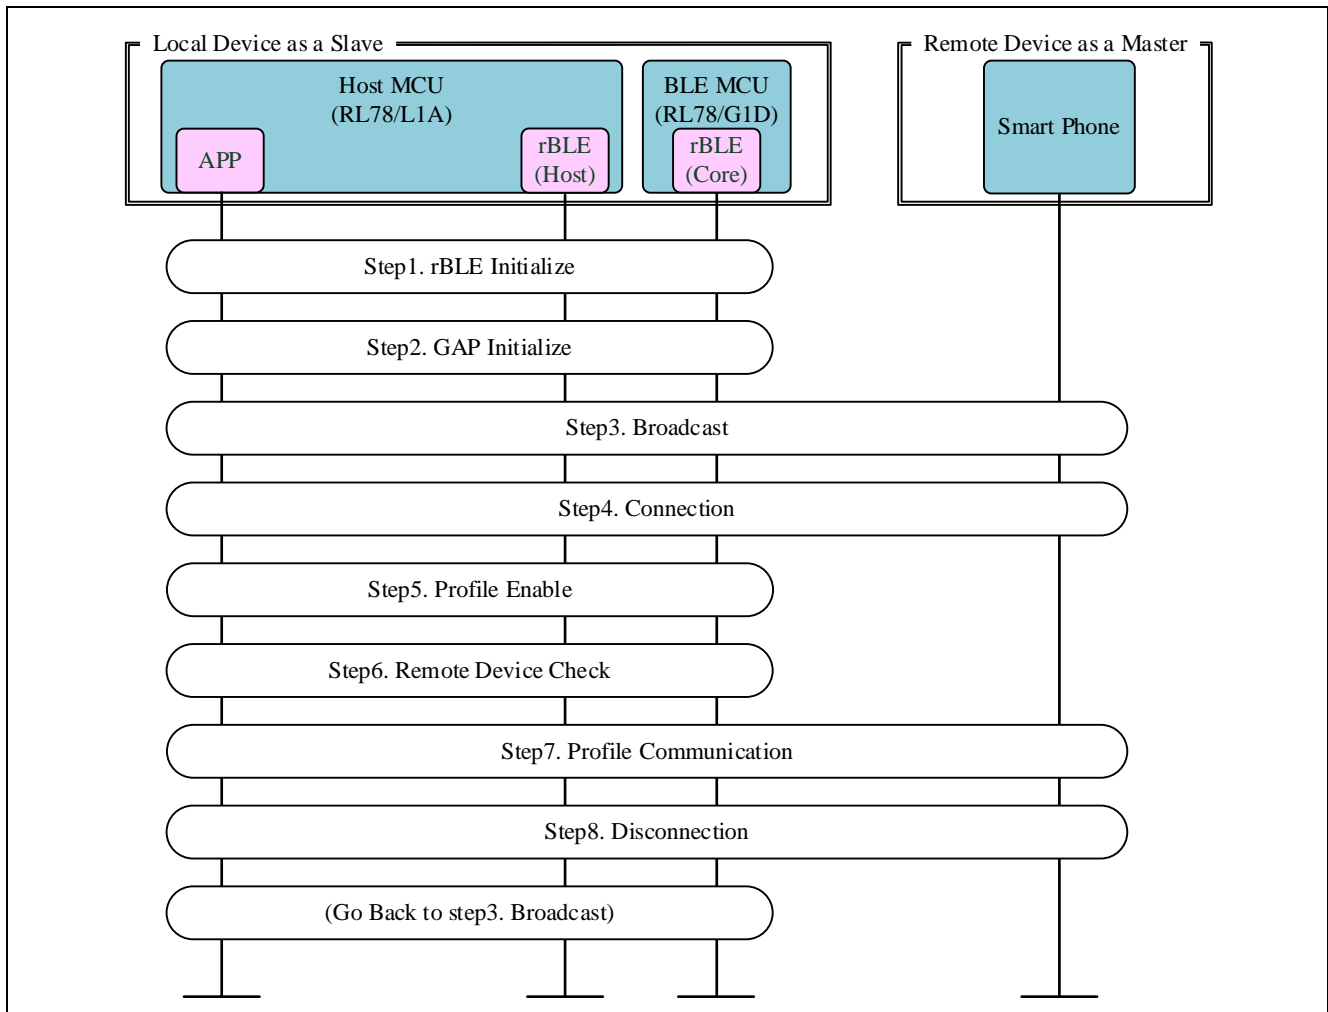 Local Device as a Slave
Remote Device as a Master
Host MCU
(RL78/L1A)
BLE MCU
(RL78/G1D)
Smart Phone
APP
rBLE
(Host)
rBLE
(Core)
Step1. rBLE Initialize
Step2. GAP Initialize
Step3. Broadcast
Step4. Connection
Step5. Profile Enable
Step6. Remote Device Check
Step7. Profile Communication
Step8. Disconnection
(Go Back to step3. Broadcast)